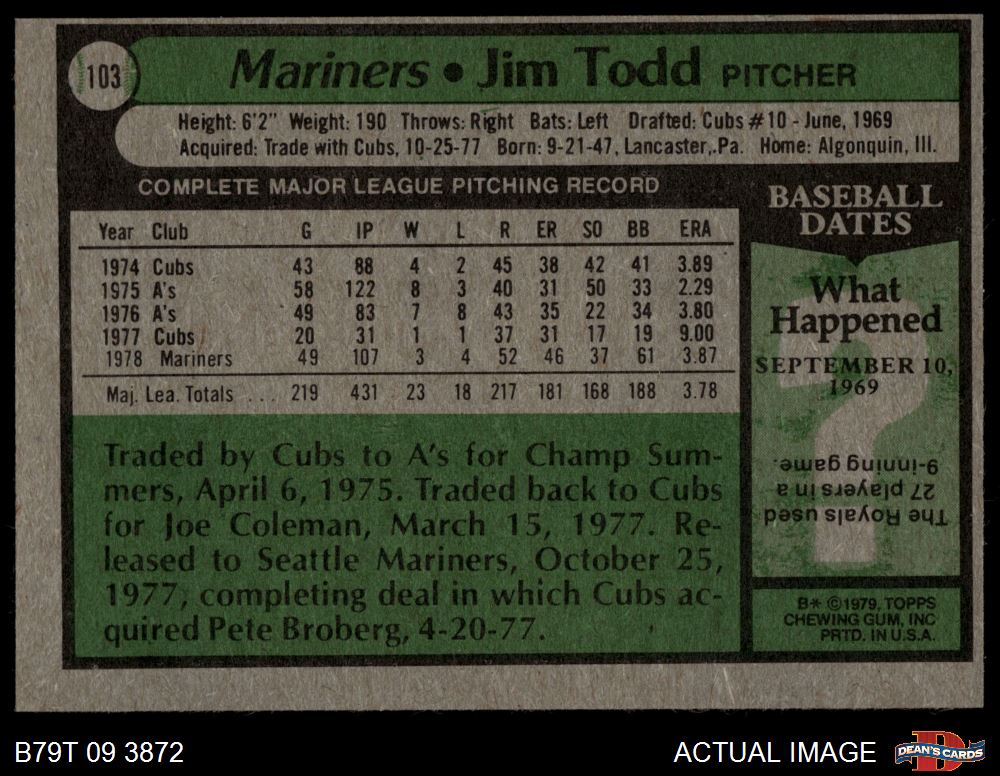 103
Mariners • Jim Todd PITCHER
Height: 6'2" Weight: 190 Throws: Right Bats: Left Drafted: Cubs #10 - June, 1969
Acquired: Trade with Cubs, 10-25-77 Born: 9-21-47, Lancaster, Pa. Home: Algonquin, Ill.
COMPLETE MAJOR LEAGUE PITCHING RECORD
Year Club G IP W L R ER SO BB ERA
1974 Cubs 43 88 4 2 45 38 42 41 3.89
1975 A's 58 122 8 3 40 31 50 33 2.29
1976 A's 49 83 7 8 43 35 22 34 3.80
1977 Cubs 20 31 1 1 37 31 17 19 9.00
1978 Mariners 49 107 3 4 52 46 37 61 3.87
Maj. Lea. Totals . . . 219 431 23 18 217 181 168 188 3.78
Traded by Cubs to A's for Champ Sum-
mers, April 6, 1975. Traded back to Cubs
for Joe Coleman, March 15, 1977. Re-
leased to Seattle Mariners, October 25,
1977, completing deal in which Cubs ac-
quired Pete Broberg, 4-20-77.
BASEBALL
DATES
What
Happened
SEPTEMBER 10,
1969
The Royals used
27 players in a
9-inning game.
B* ©1979, TOPPS
CHEWING GUM, INC
PRTD. IN U.S.A.
B79T 09 3872
ACTUAL IMAGE
D
DEAN'S CARDS